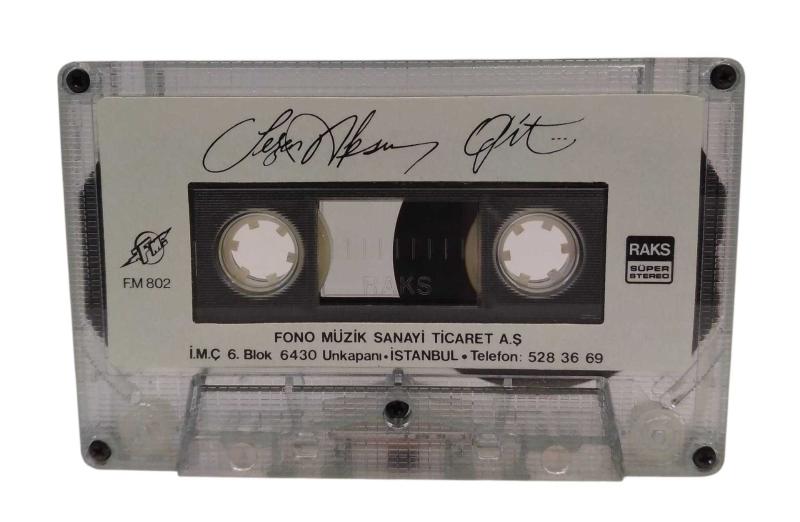 Sezen Aksu Git...
FM
F.M 802
RAKS
RAKS
SÜPER
STEREO
FONO MÜZİK SANAYİ TİCARET A.Ş
İ.M.Ç 6. Blok 6430 Unkapanı • İSTANBUL • Telefon: 528 36 69